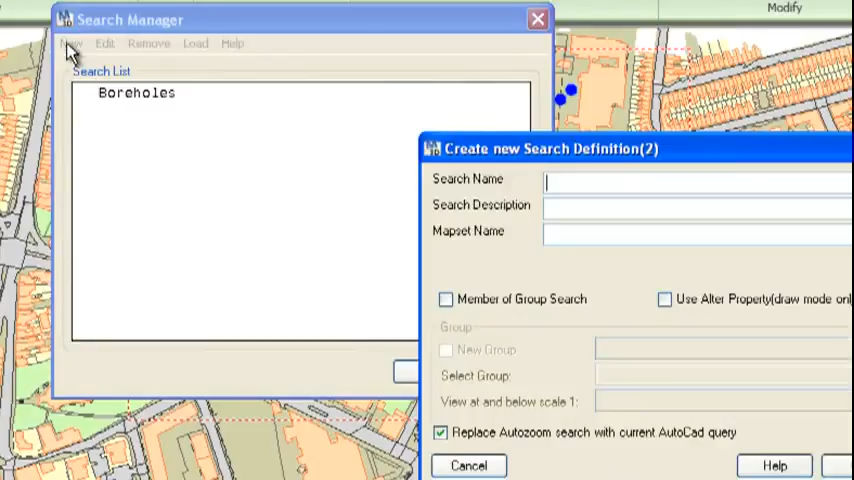 Modify
Search Manager
New Edit Remove Load Help
Search List
Boreholes
Create new Search Definition(2)
Search Name
Search Description
Mapset Name
Member of Group Search
Use Alter Property(draw mode onl
Group
New Group
Select Group:
View at and below scale 1:
Replace Autozoom search with current AutoCad query
Cancel
Help